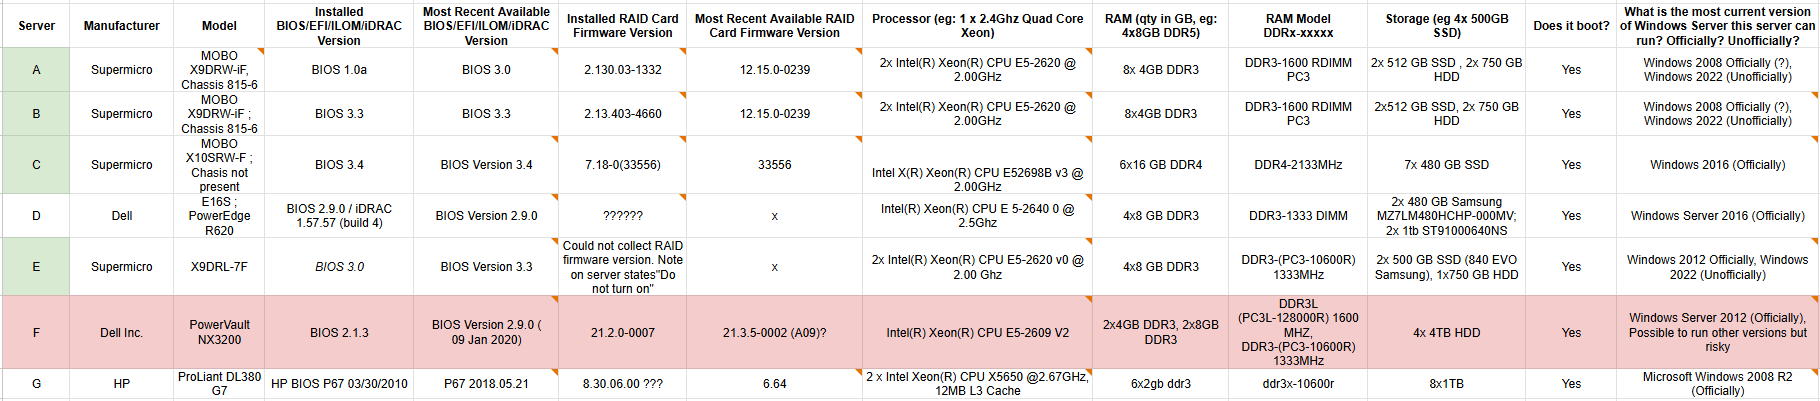 Server
Manufacturer
Model
Installed
BIOS/EFI/ILOM/iDRAC
Version
Most Recent Available
BIOS/EFI/ILOM/iDRAC
Version)
Installed RAID Card
Firmware Version
Most Recent Available RAID
Card Firmware Version
Processor (eg: 1 x 2.4Ghz Quad Core
Xeon)
RAM (qty in GB, eg:
4x8GB DDR5)
RAM Model
DDRx-xxxxx
Storage (eg 4x 500GB
SSD)
Does it boot?
What is the most current version
of Windows Server this server can
run? Officially? Unofficially?
A
Supermicro
MOBO
X9DRW-iF,
Chassis 815-6
BIOS 1.0a
BIOS 3.0
2.130.03-1332
12.15.0-0239
2x Intel(R) Xeon(R) CPU E5-2620 @
2.00GHz
8x 4GB DDR3
DDR3-1600 RDIMM
PC3
2x 512 GB SSD , 2x 750 GB
HDD
Yes
Windows 2008 Officially (?),
Windows 2022 (Unofficially)
B
Supermicro
MOBO
X9DRW-iF ;
Chassis 815-6
BIOS 3.3
BIOS 3.3
2.13.403-4660
12.15.0-0239
2x Intel(R) Xeon(R) CPU E5-2620 @
2.00GHz
8x4GB DDR3
DDR3-1600 RDIMM
PC3
2x512 GB SSD, 2x 750 GB
HDD
Yes
Windows 2008 Officially (?),
Windows 2022 (Unofficially)
C
Supermicro
MOBO
X10SRW-F ;
Chasis not
present
BIOS 3.4
BIOS Version 3.4
7.18-0(33556)
33556
Intel X(R) Xeon(R) CPU E52698B v3 @
2.00GHz
6x16 GB DDR4
DDR4-2133MHz
7x 480 GB SSD
Yes
Windows 2016 (Officially)
D
Dell
E16S ;
PowerEdge
R620
BIOS 2.9.0 / iDRAC
1.57.57 (build 4)
BIOS Version 2.9.0
??????
x
Intel(R) Xeon(R) CPU E 5-2640 0 @
2.5Ghz
4x8 GB DDR3
DDR3-1333 DIMM
2x 480 GB Samsung
MZ7LM480HCHP-000MV;
2x 1tb ST91000640NS
Yes
Windows Server 2016 (Officially)
E
Supermicro
X9DRL-7F
BIOS 3.0
BIOS Version 3.3
Could not collect RAID
firmware version. Note
on server states"Do
not turn on"
x
2x Intel(R) Xeon(R) CPU E5-2620 v0 @
2.00 Ghz
4x8 GB DDR3
DDR3-(PC3-10600R)
1333MHz
2x 500 GB SSD (840 EVO
Samsung), 1x750 GB HDD
Yes
Windows 2012 Officially, Windows
2022 (Unofficially)
F
Dell Inc.
PowerVault
NX3200
BIOS 2.1.3
BIOS Version 2.9.0 (
09 Jan 2020)
21.2.0-0007
21.3.5-0002 (A09)?
Intel(R) Xeon(R) CPU E5-2609 V2
2x4GB DDR3, 2x8GB
DDR3
DDR3L
(PC3L-128000R) 1600
MHZ,
DDR3-(PC3-10600R)
1333MHz
4x 4TB HDD
Yes
Windows Server 2012 (Officially),
Possible to run other versions but
risky
G
HP
ProLiant DL380
G7
HP BIOS P67 03/30/2010
P67 2018.05.21
8.30.06.00 ???
6.64
2 x Intel Xeon(R) CPU X5650 @2.67GHz,
12MB L3 Cache
6x2gb ddr3
ddr3x-10600r
8x1TB
Yes
Microsoft Windows 2008 R2
(Officially)